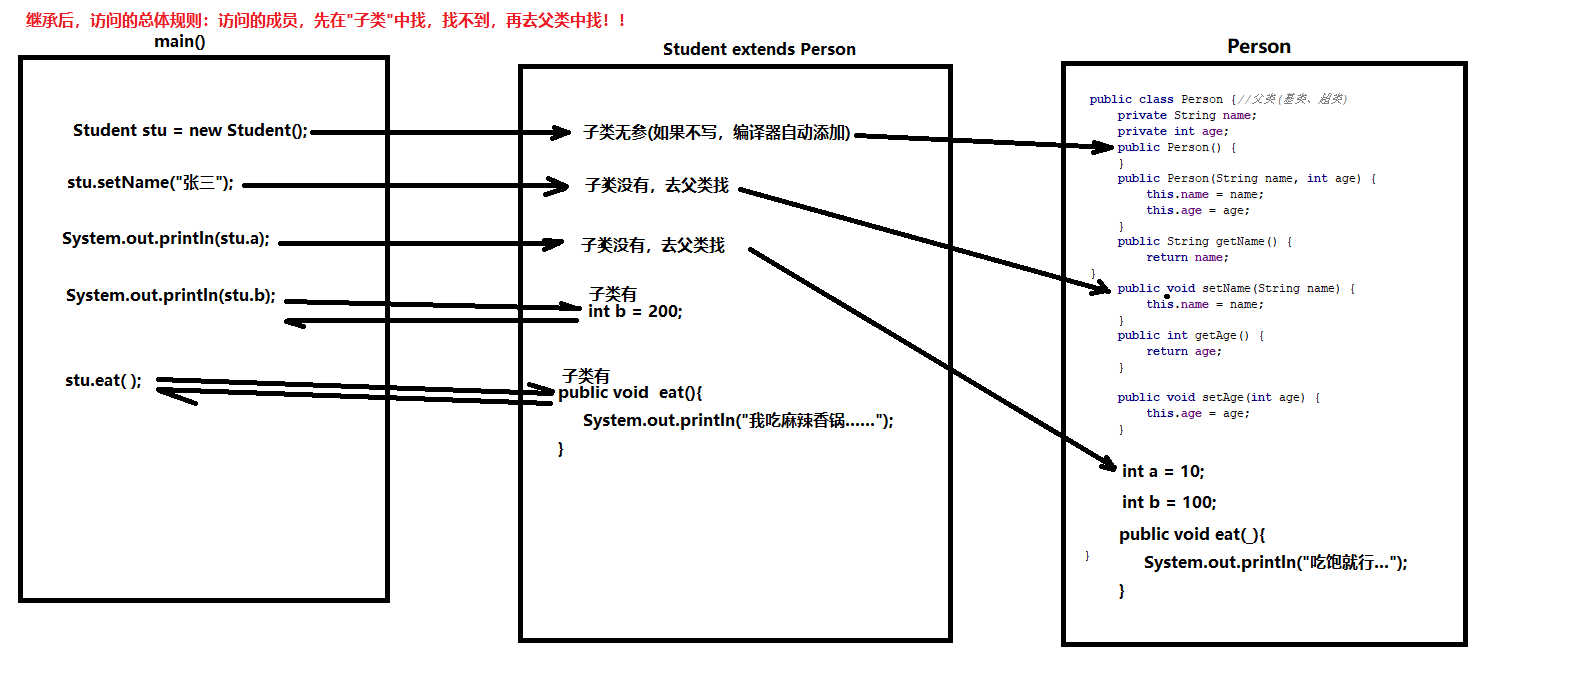 继承后，访问的总体规则：访问的成员，先在"子类"中找，找不到，再去父类中找！！
main()
Student stu = new Student();
stu.setName("张三");
System.out.println(stu.a);
System.out.println(stu.b);
stu.eat( );
Student extends Person
子类无参(如果不写，编译器自动添加)
子类没有，去父类找
子类没有，去父类找
子类有
int b = 200;
子类有
public void  eat(){
System.out.println("我吃麻辣香锅......");
}
Person
public class Person {//父类(基类、超类)
private String name;
private int age;
public Person() {
}
public Person(String name, int age) {
this.name = name;
this.age = age;
}
public String getName() {
return name;
}
public void setName(String name) {
this.name = name;
}
public int getAge() {
return age;
}
public void setAge(int age) {
this.age = age;
}
int a = 10;
int b = 100;
public void eat(_){
}
System.out.println("吃饱就行...");
}